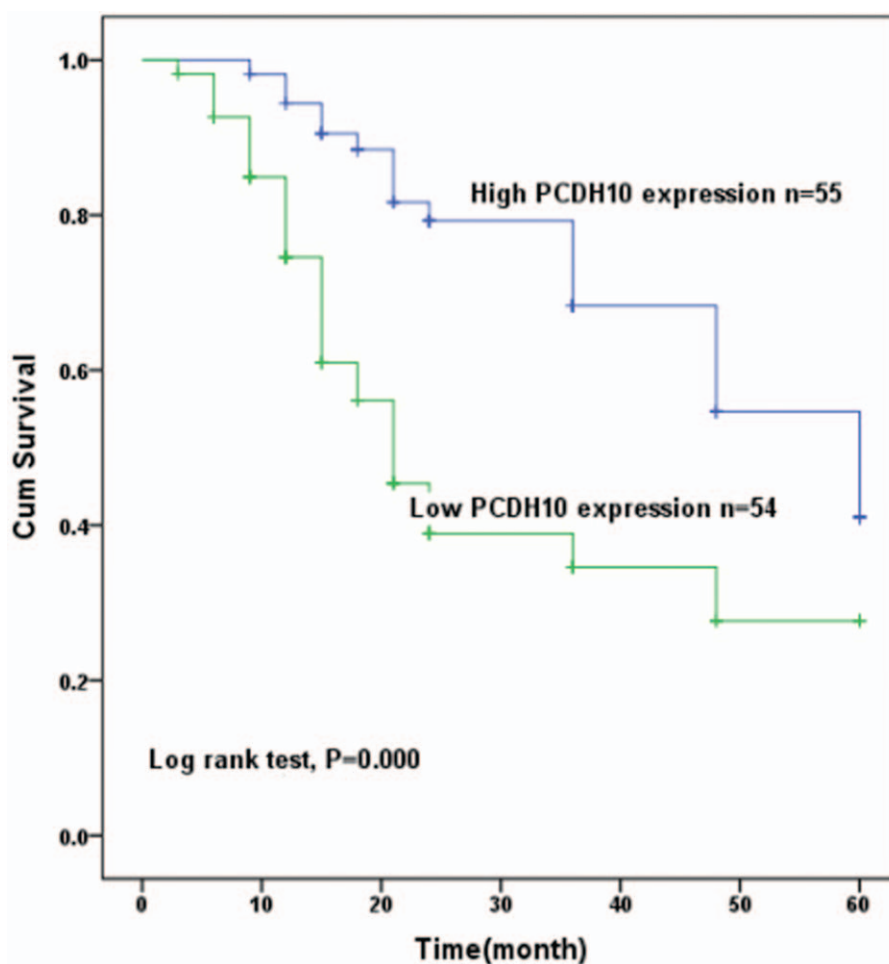 1.0
High PCDH10 expression n=55
0.8
0.6
Cum Survival
Low PCDH10 expression n=54
0.4
0.2
Log rank test, P=0.000
0.0
0 10 20 30 40 50 60
Time(month)